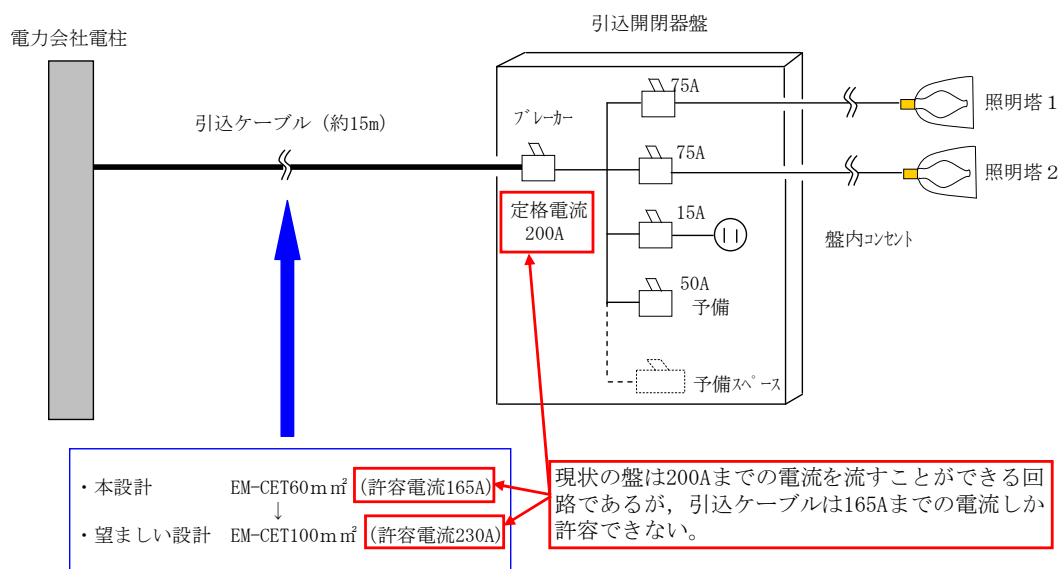 引込開閉器盤
電力会社電柱
75A
照明塔1
引込ケーブル(約15m)
ブレーカー
75A
照明塔2
定格電流
200A
15A
盤内コンセント
50A
予備
予備スペース
・本設計 EM-CET60m㎡ (許容電流165A)
↓
・望ましい設計 EM-CET100m㎡ (許容電流230A)
現状の盤は200Aまでの電流を流すことができる回
路であるが,引込ケーブルは165Aまでの電流しか
許容できない。